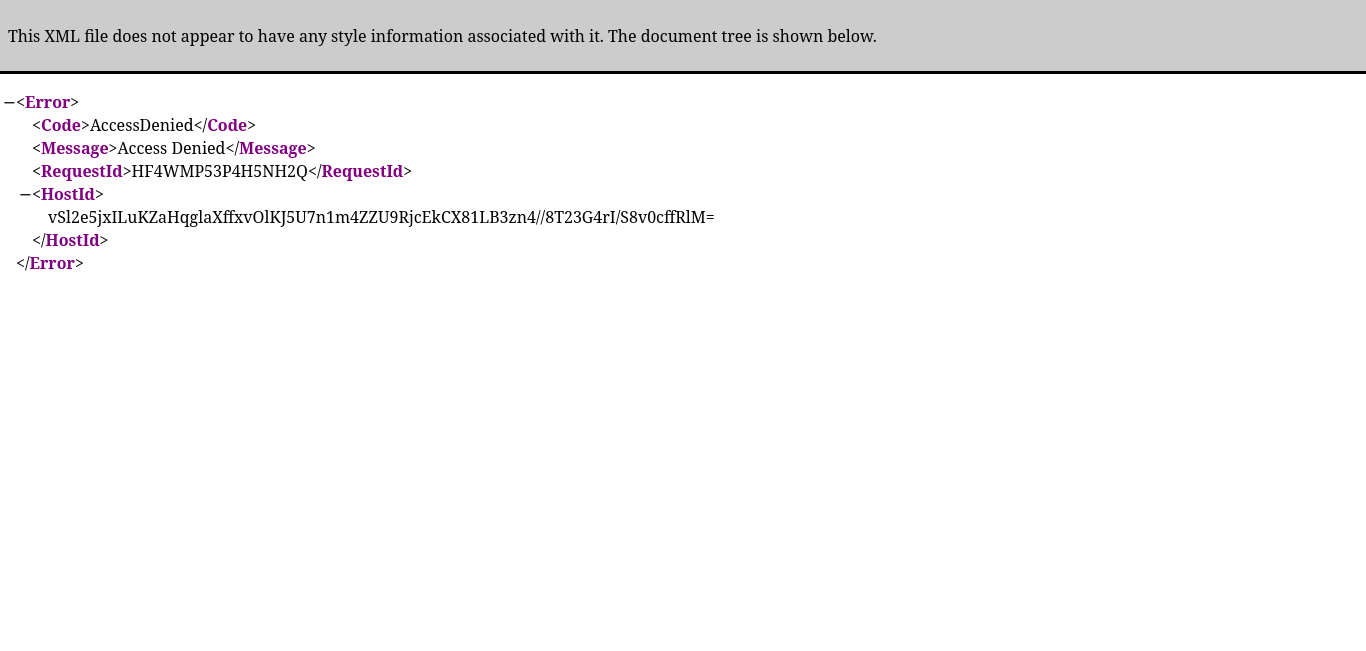 This XML file does not appear to have any style information associated with it. The document tree is shown below.
−<Error>
<Code>AccessDenied</Code>
<Message>Access Denied</Message>
<RequestId>HF4WMP53P4H5NH2Q</RequestId>
−<HostId>
vSl2e5jxILuKZaHqglaXffxvOlKJ5U7n1m4ZZU9RjcEkCX81LB3zn4//8T23G4rI/S8v0cffRlM=
</HostId>
</Error>